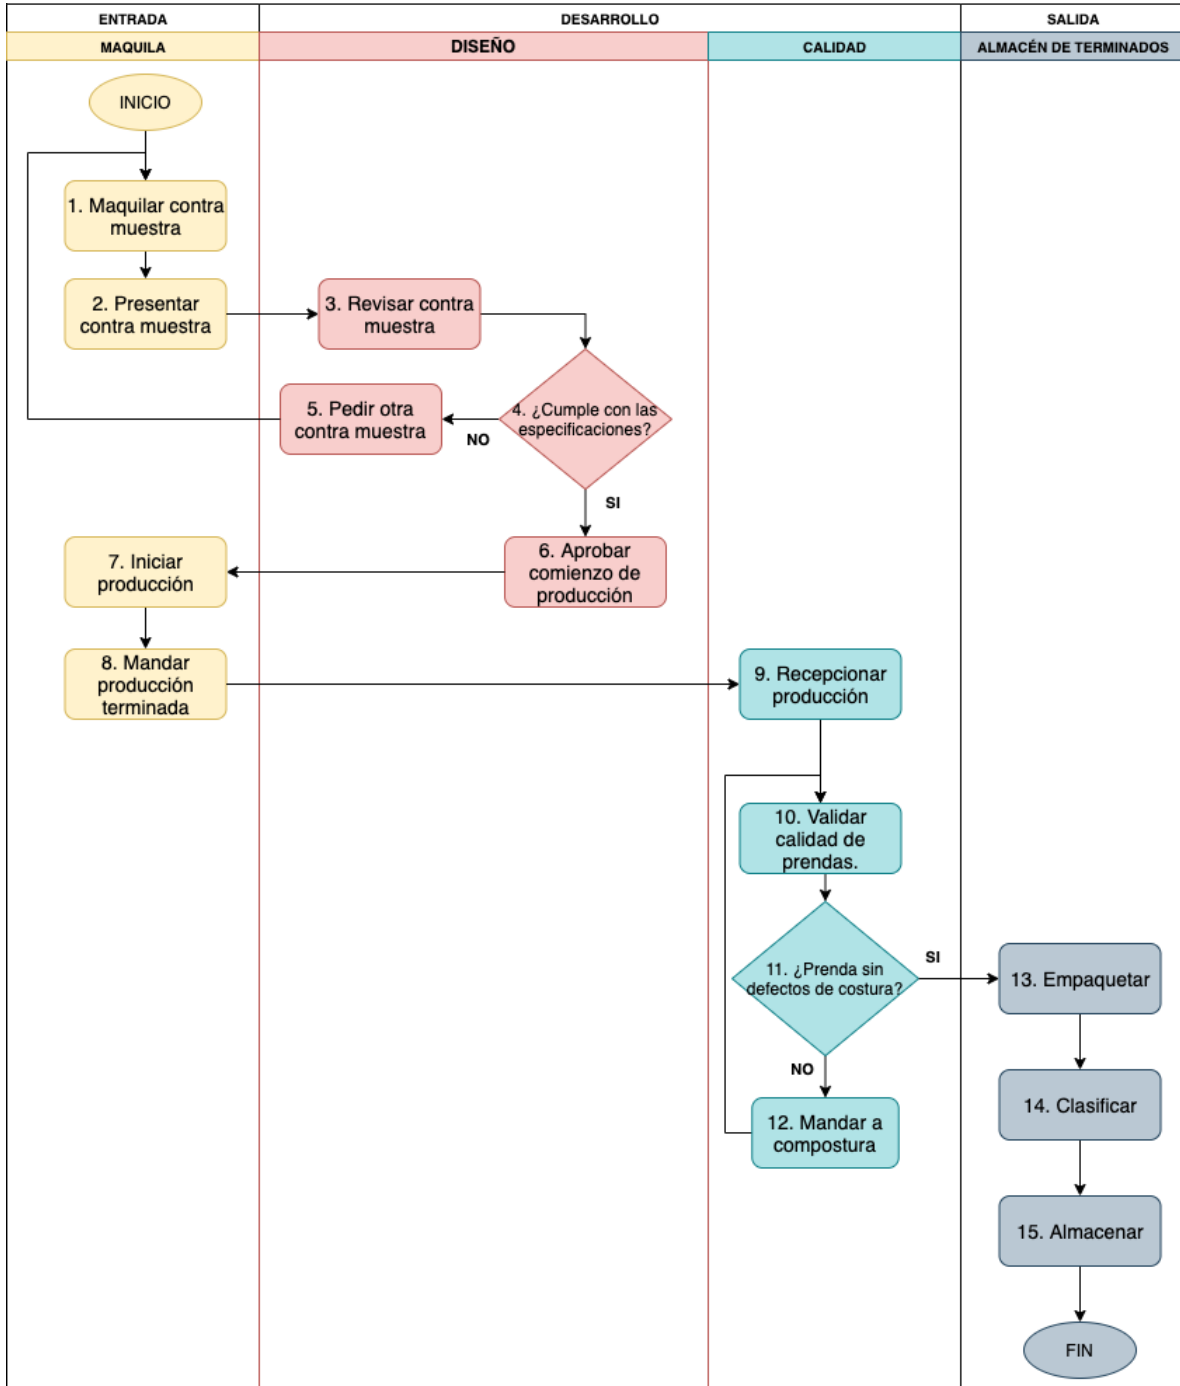 ENTRADA
DESARROLLO
SALIDA
MAQUILA
DISEÑO
CALIDAD
ALMACÉN DE TERMINADOS
INICIO
1. Maquilar contra
muestra
2. Presentar
contra muestra
3. Revisar contra
muestra
4. ¿Cumple con las
especificaciones?
NO
5. Pedir otra
contra muestra
SI
6. Aprobar
comienzo de
producción
7. Iniciar
producción
8. Mandar
producción
terminada
9. Recepcionar
producción
10. Validar
calidad de
prendas.
11. ¿Prenda sin
defectos de costura?
SI
NO
12. Mandar a
compostura
13. Empaquetar
14. Clasificar
15. Almacenar
FIN